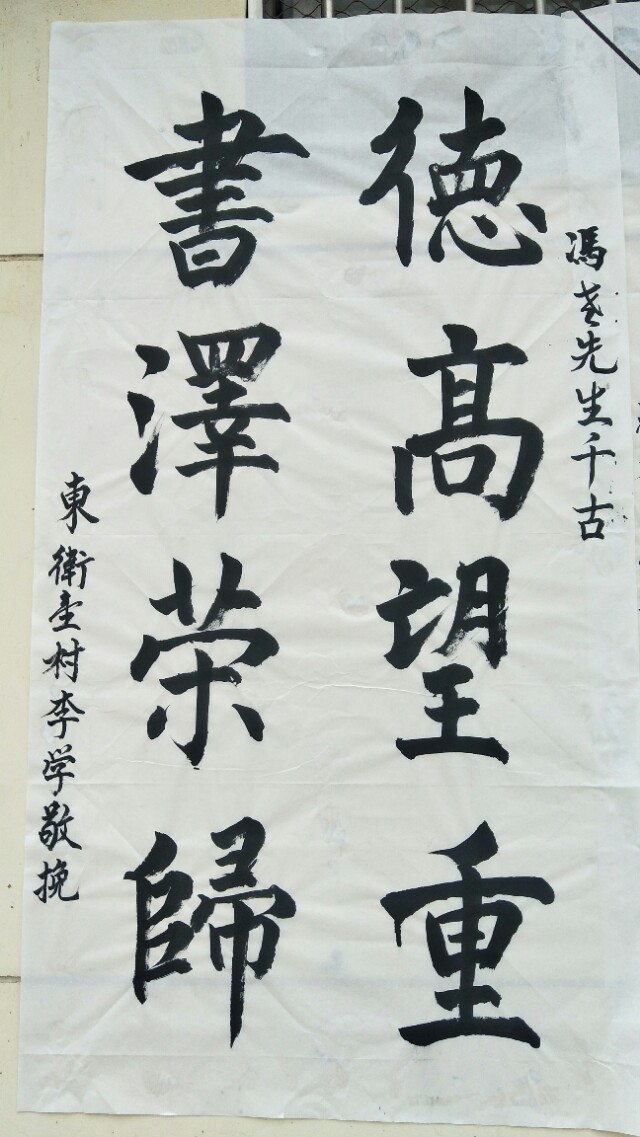 馮老先生千古
德高望重
書澤荣歸
東衛壹村李学敬挽